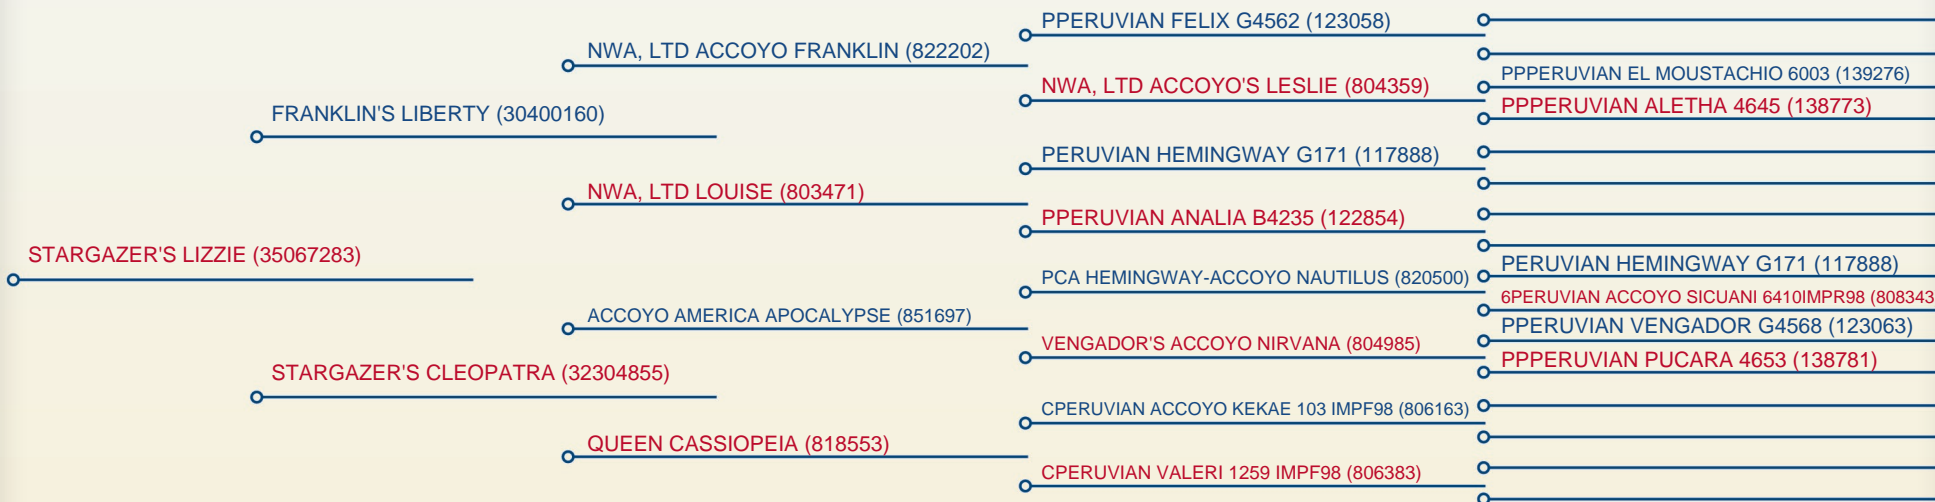 PPERUVIAN FELIX G4562 (123058)
NWA, LTD ACCOYO FRANKLIN (822202)
PPPERUVIAN EL MOUSTACHIO 6003 (139276)
NWA, LTD ACCOYO'S LESLIE (804359)
PPPERUVIAN ALETHA 4645 (138773)
FRANKLIN'S LIBERTY (30400160)
PERUVIAN HEMINGWAY G171 (117888)
NWA, LTD LOUISE (803471)
PPERUVIAN ANALIA B4235 (122854)
STARGAZER'S LIZZIE (35067283)
PERUVIAN HEMINGWAY G171 (117888)
PCA HEMINGWAY-ACCOYO NAUTILUS (820500)
6PERUVIAN ACCOYO SICUANI 6410IMPR98 (808343
ACCOYO AMERICA APOCALYPSE (851697)
PPERUVIAN VENGADOR G4568 (123063)
VENGADOR'S ACCOYO NIRVANA (804985)
PPPERUVIAN PUCARA 4653 (138781)
STARGAZER'S CLEOPATRA (32304855)
CPERUVIAN ACCOYO KEKAE 103 IMPF98 (806163)
QUEEN CASSIOPEIA (818553)
CPERUVIAN VALERI 1259 IMPF98 (806383)